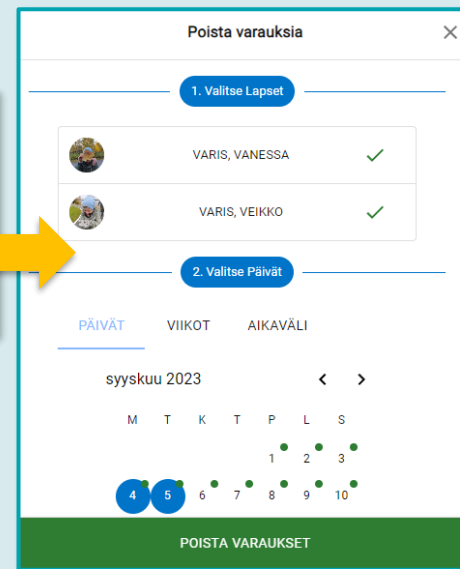 Poista varauksia
1. Valitse Lapset
VARIS, VANESSA
VARIS, VEIKKO
2. Valitse Päivät
PÄIVÄT VIIKOT AIKAVÄLI
syyskuu 2023
M T K T P L S
1 2 3
4 5 6 7 8 9 10
POISTA VARAUKSET